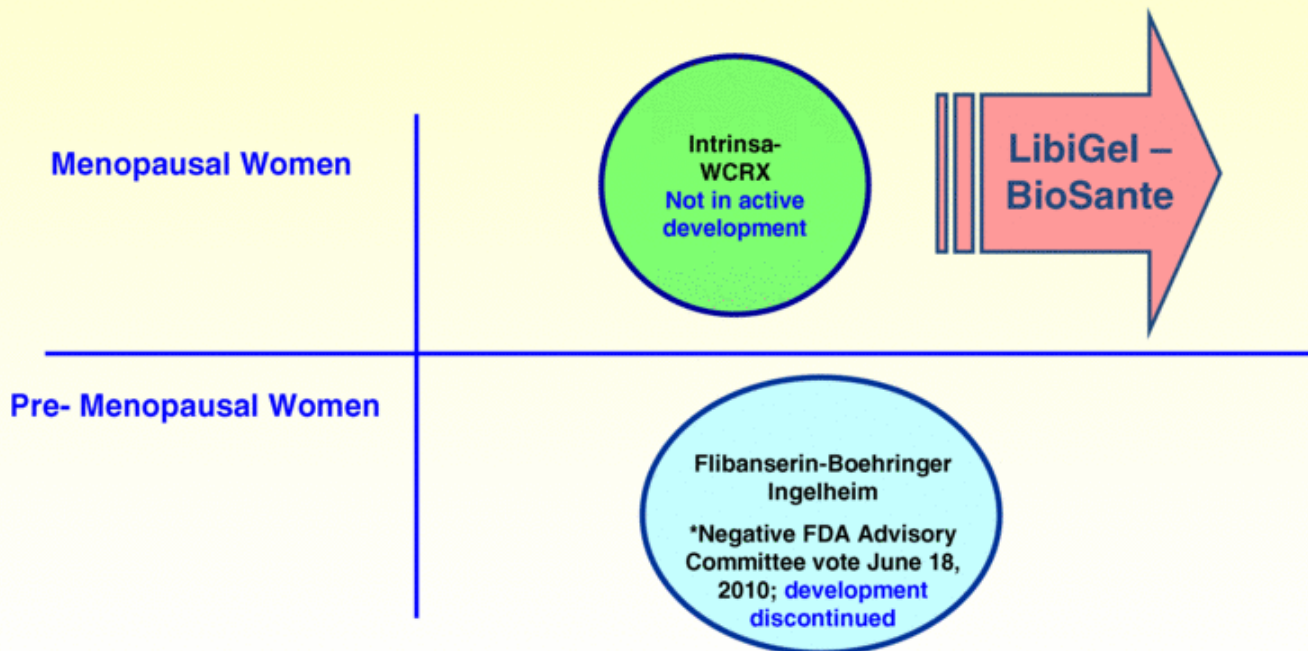 Menopausal Women
Intrinsa-
WCRX
Not in active
development
LibiGel –
BioSante
Pre- Menopausal Women
Flibanserin-Boehringer
Ingelheim
*Negative FDA Advisory
Committee vote June 18,
2010; development
discontinued